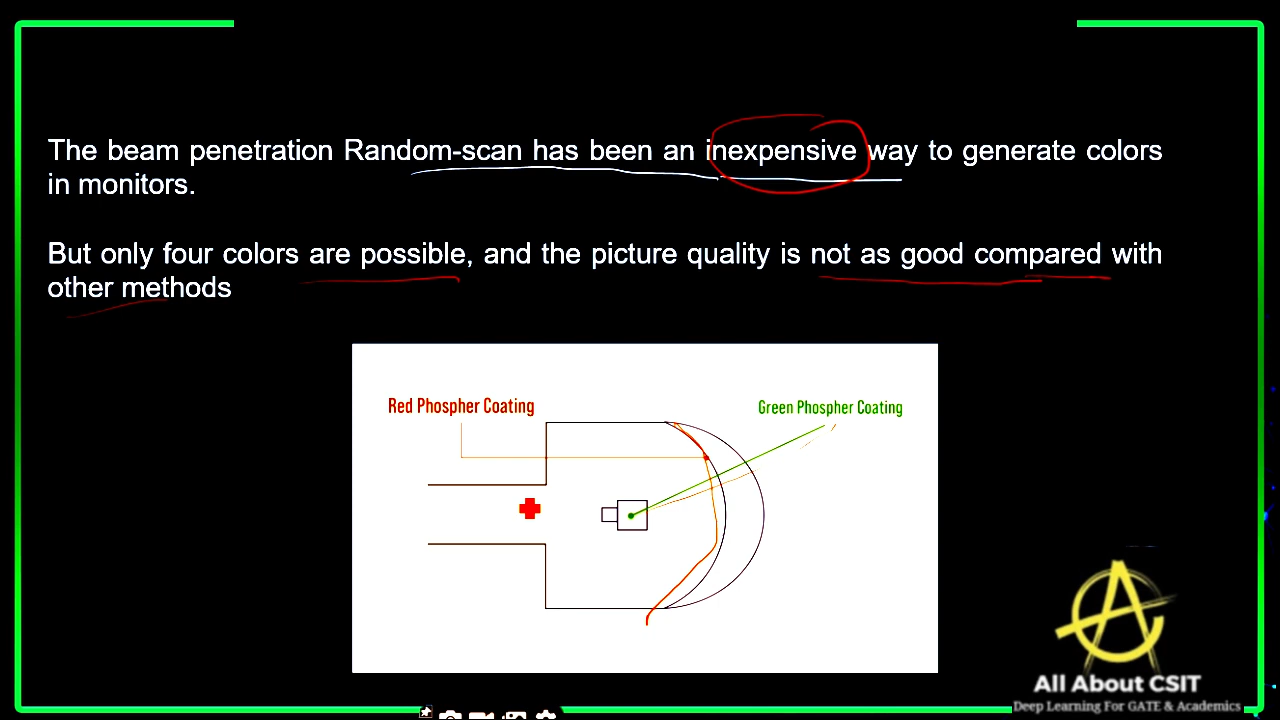 The beam penetration Random-scan has been an inexpensive way to generate colors
in monitors.
But only four colors are possible, and the picture quality is not as good compared with
other methods
Red Phospher Coating
Green Phospher Coating
All About CSIT
Deep Learning For GATE & Academics